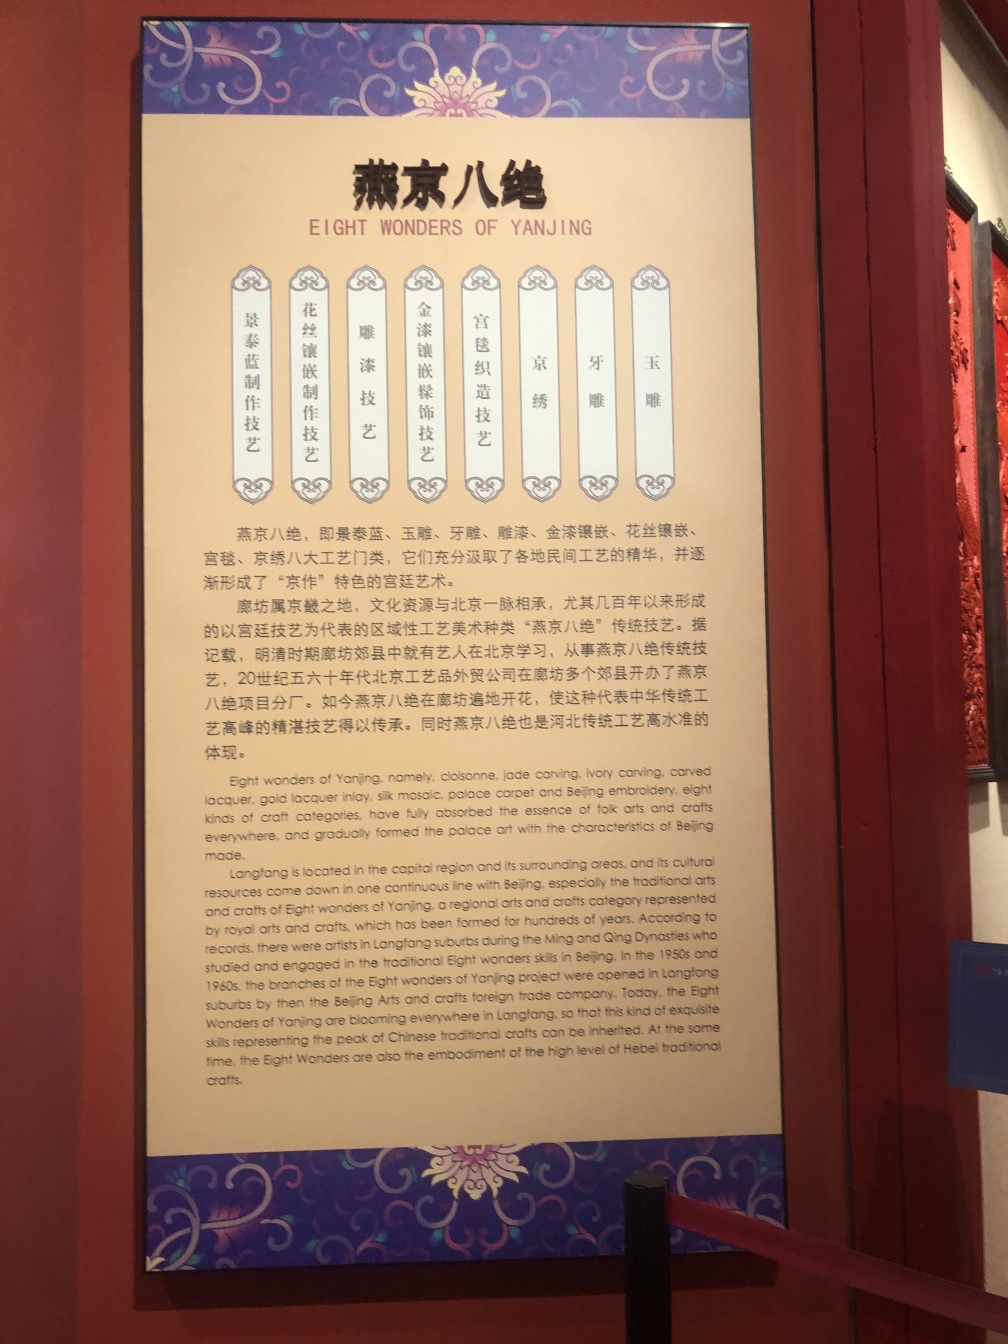 燕京八绝
EIGHT WONDERS OF YANJING
景泰蓝制作技艺
花丝镶嵌制作技艺
雕漆技艺
金漆镶嵌髹饰技艺
宫毯织造技艺
京绣
牙雕
玉雕
燕京八绝，即景泰蓝、玉雕、牙雕、雕漆、金漆镶嵌、花丝镶嵌、
宫毯、京绣八大工艺门类，它们充分汲取了各地民间工艺的精华，并逐
渐形成了“京作”特色的宫廷艺术。
廊坊属京畿之地，文化资源与北京一脉相承，尤其几百年以来形成
的以宫廷技艺为代表的区域性工艺美术种类“燕京八绝”传统技艺。据
记载，明清时期廊坊郊县中就有艺人在北京学习，从事燕京八绝传统技
艺，20世纪五六十年代北京工艺品外贸公司在廊坊多个郊县开办了燕京
八绝项目分厂。如今燕京八绝在廊坊遍地开花，使这种代表中华传统工
艺高峰的精湛技艺得以传承。同时燕京八绝也是河北传统工艺高水准的
体现。
Eight wonders of Yanjing, namely, cloisonne, jade carving, ivory carving, carved
lacquer, gold lacquer inlay, silk mosaic, palace carpet and Beijing embroidery, eight
kinds of craft categories, have fully absorbed the essence of folk arts and crafts
everywhere, and gradually formed the palace art with the characteristics of Beijing
made.
Langfang is located in the capital region and its surrounding areas, and its cultural
resources come down in one continuous line with Beijing, especially the traditional arts
and crafts of Eight wonders of Yanjing, a regional arts and crafts category represented
by royal arts and crafts, which has been formed for hundreds of years. According to
records, there were artists in Langfang suburbs during the Ming and Qing Dynasties who
studied and engaged in the traditional Eight wonders skills in Beijing. In the 1950s and
1960s, the branches of the Eight wonders of Yanjing project were opened in Langfang
suburbs by then the Beijing Arts and crafts foreign trade company. Today, the Eight
Wonders of Yanjing are blooming everywhere in Langfang, so that this kind of exquisite
skills representing the peak of Chinese traditional crafts can be inherited. At the same
time, the Eight Wonders are also the embodiment of the high level of Hebei traditional
crafts.